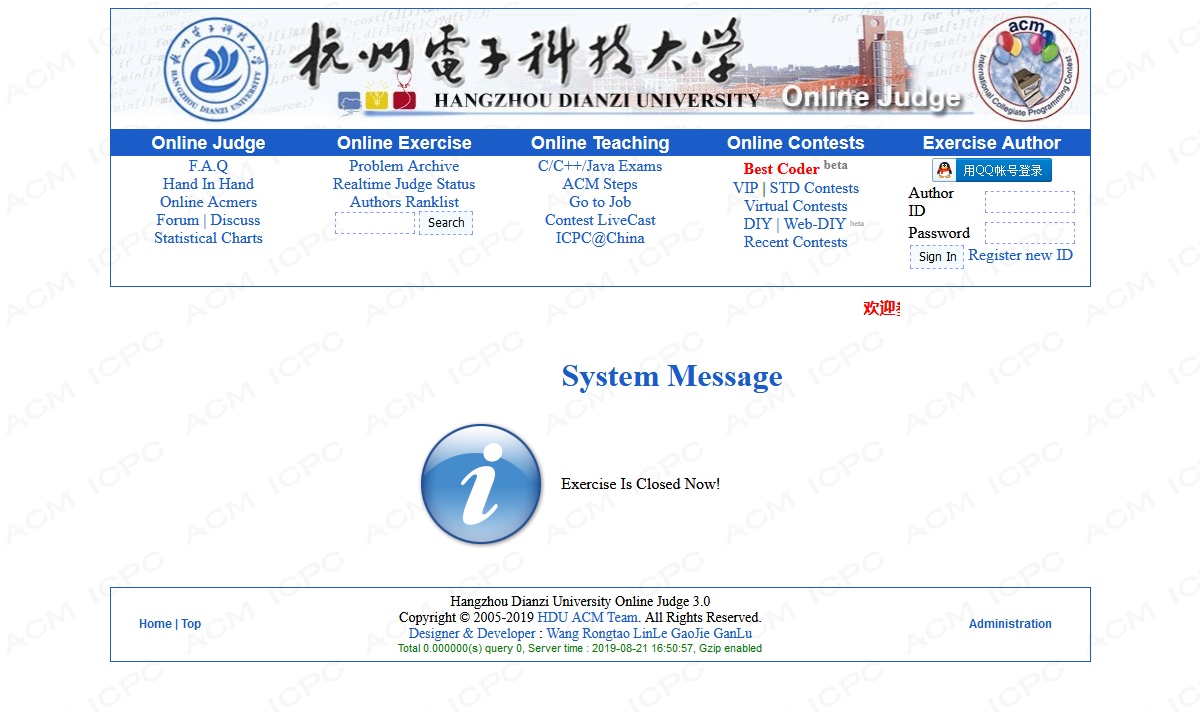 杭州電子科技大学
HANGZHOU DIANZI UNIVERSITY
Online Judge
HANGZHOU DIANZI UNIVERSITY
acm
International Collegiate Programming Contest
Online Judge
Online Exercise
Online Teaching
Online Contests
Exercise Author
F.A.Q
Hand In Hand
Online Acmers
Forum | Discuss
Statistical Charts
Problem Archive
Realtime Judge Status
Authors Ranklist
Search
C/C++/Java Exams
ACM Steps
Go to Job
Contest LiveCast
ICPC@China
Best Coder beta
VIP | STD Contests
Virtual Contests
DIY | Web-DIY beta
Recent Contests
用QQ帐号登录
Author ID
Password
Sign In Register new ID
欢迎
System Message
Exercise Is Closed Now!
Home | Top
Hangzhou Dianzi University Online Judge 3.0
Copyright © 2005-2019 HDU ACM Team. All Rights Reserved.
Designer & Developer : Wang Rongtao LinLe GaoJie GanLu
Total 0.000000(s) query 0, Server time : 2019-08-21 16:50:57, Gzip enabled
Administration
ACM ICPC